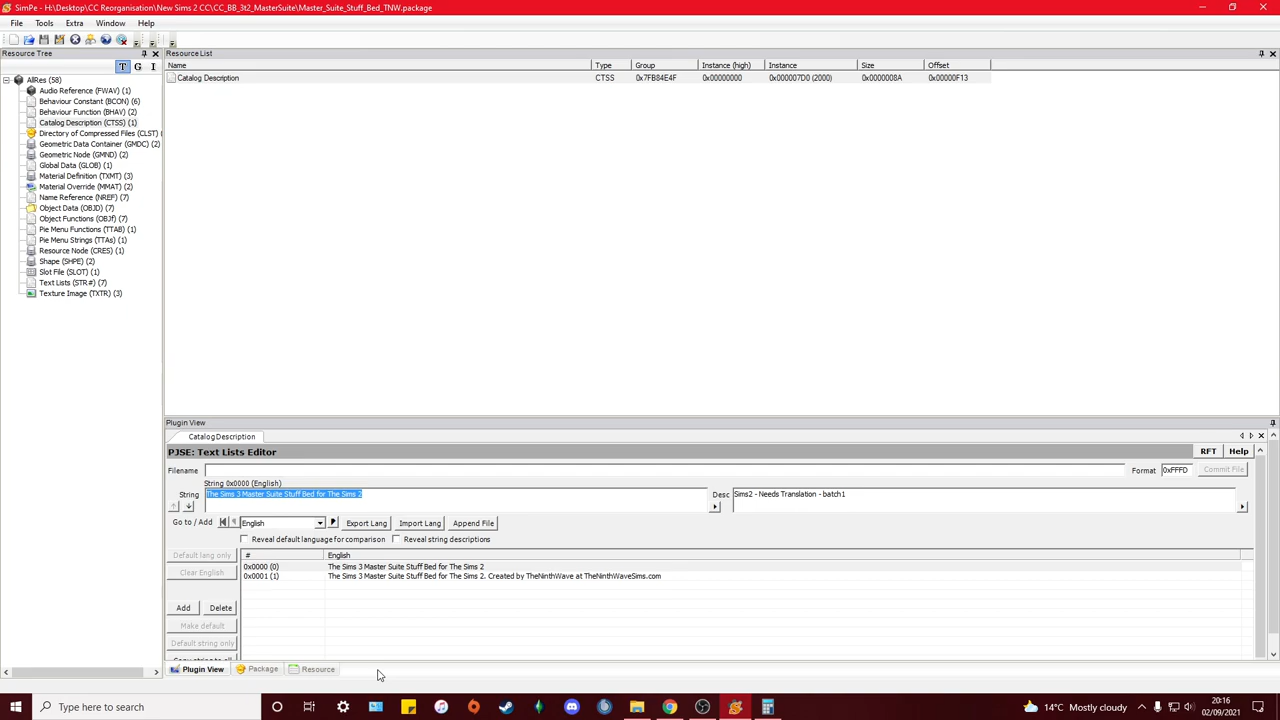 SimPe - H:\Desktop\CC Reorganisation\New Sims 2 CC\CC_BB_3t2_MasterSuite\Master_Suite_Stuff_Bed_TNW.package
File Tools Extra Window Help
Resource Tree
Resource List
T G I
Name Type Group Instance (high) Instance Size Offset
Catalog Description CTSS 0x7FB84E4F 0x00000000 0x000007D0 (2000) 0x0000008A 0x00000F13
AllRes (58)
Audio Reference (FWAV) (1)
Behaviour Constant (BCON) (6)
Behaviour Function (BHAV) (2)
Catalog Description (CTSS) (1)
Directory of Compressed Files (CLST) (
Geometric Data Container (GMDC) (2)
Geometric Node (GMND) (2)
Global Data (GLOB) (1)
Material Definition (TXMT) (3)
Material Override (MMAT) (2)
Name Reference (NREF) (7)
Object Data (OBJD) (7)
Object Functions (OBJf) (7)
Pie Menu Functions (TTAB) (1)
Pie Menu Strings (TTAs) (1)
Resource Node (CRES) (1)
Shape (SHPE) (2)
Slot File (SLOT) (1)
Text Lists (STR#) (7)
Texture Image (TXTR) (3)
Plugin View
CatalogDescription
PJSE: Text Lists Editor RFT Help
Filename Format 0xFFFD Commit File
String 0x0000 (English)
String The Sims 3 Master Suite Stuff Bed for The Sims 2 Desc Sims2 - Needs Translation - batch1
Go to / Add English Export Lang Import Lang Append File
Reveal default language for comparison Reveal string descriptions
Default lang only # English
Clear English 0x0000 (0) The Sims 3 Master Suite Stuff Bed for The Sims 2
0x0001 (1) The Sims 3 Master Suite Stuff Bed for The Sims 2. Created by TheNinthWave at TheNinthWaveSims.com
Add Delete
Make default
Default string only
Copy string to all
Plugin View Package Resource
Type here to search
14°C Mostly cloudy
20:16
02/09/2021